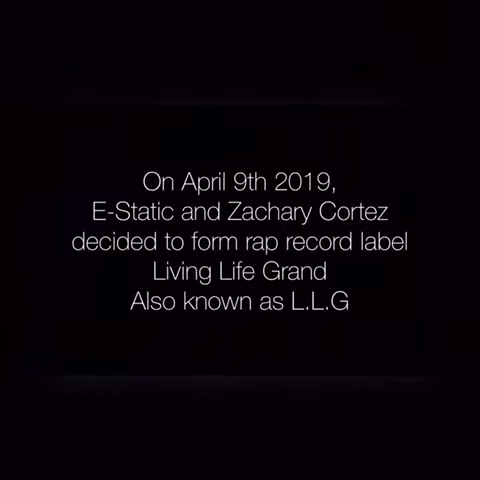 On April 9th 2019,
E-Static and Zachary Cortez
decided to form rap record label
Living Life Grand
Also known as L.L.G